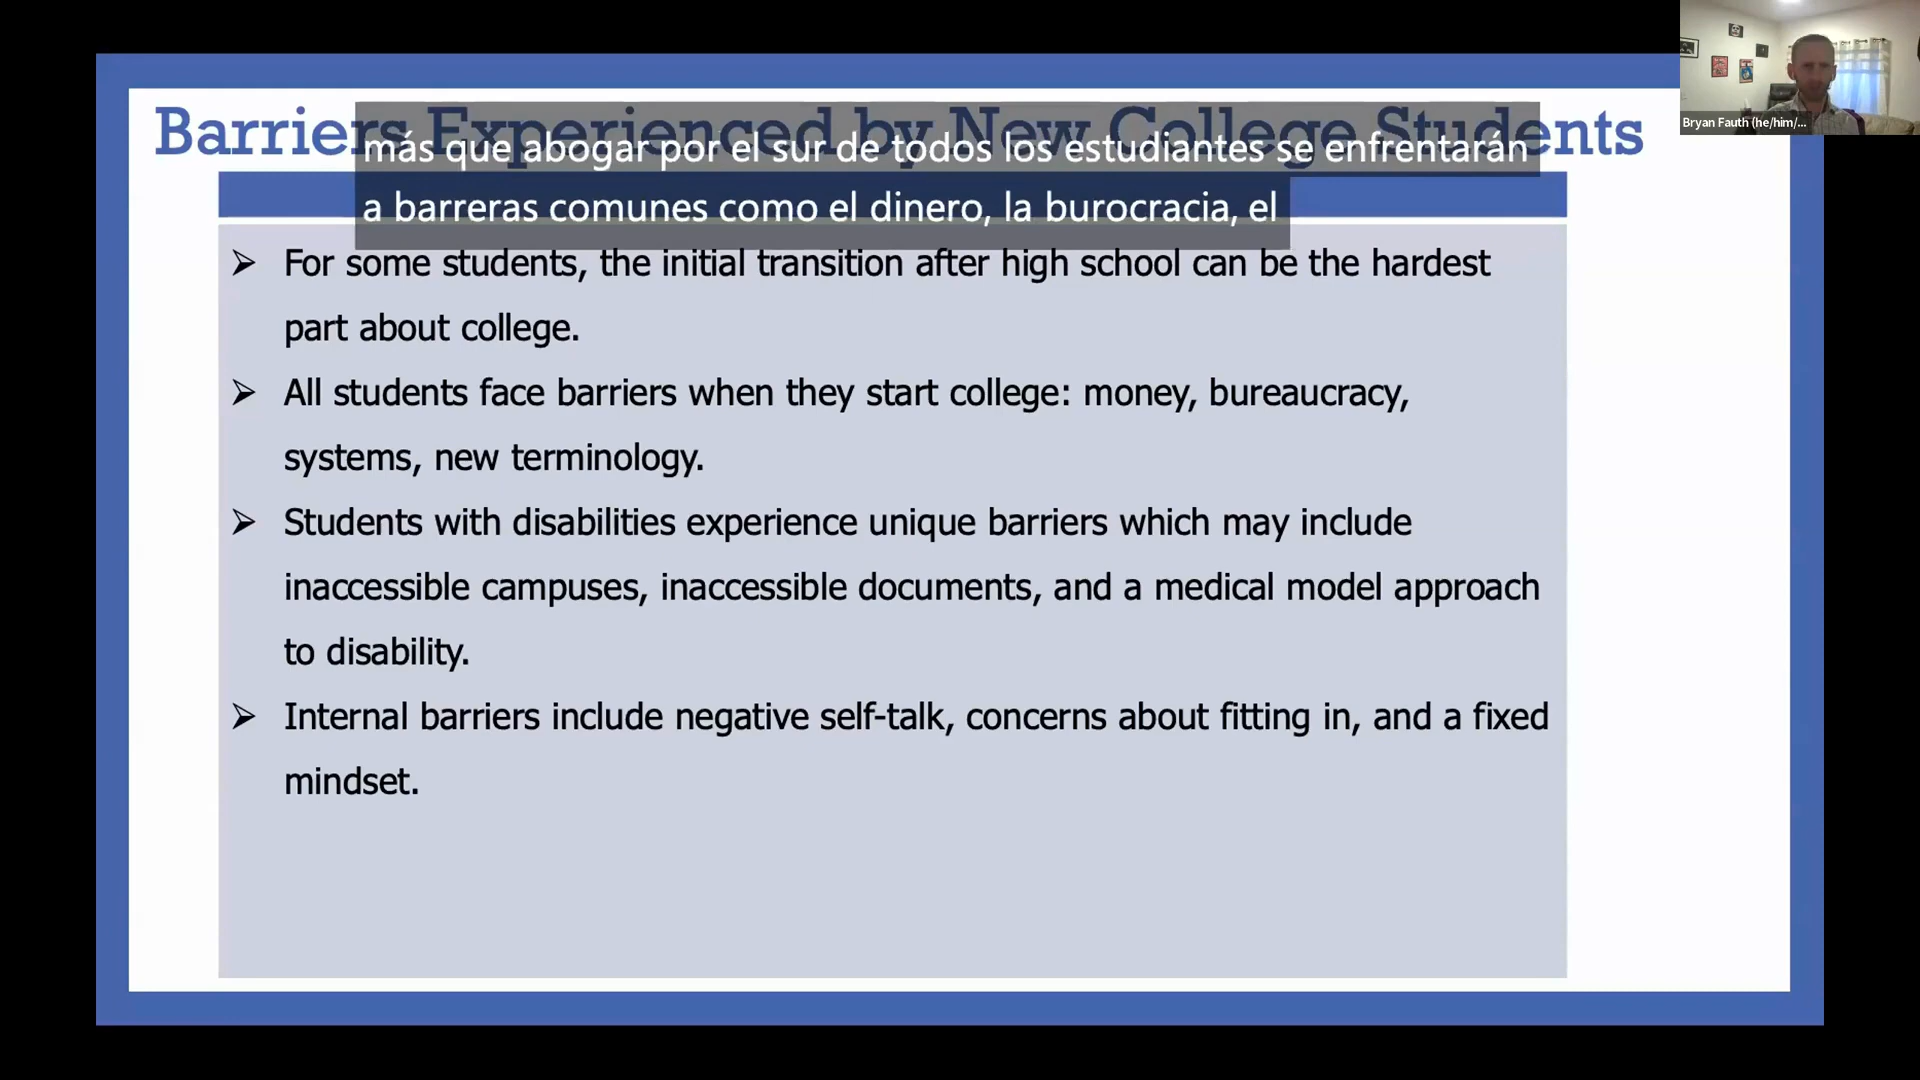 Barriers Experienced by New College Students
más que abogar por el sur de todos los estudiantes se enfrentarán
a barreras comunes como el dinero, la burocracia, el
➢ For some students, the initial transition after high school can be the hardest
part about college.
➢ All students face barriers when they start college: money, bureaucracy,
systems, new terminology.
➢ Students with disabilities experience unique barriers which may include
inaccessible campuses, inaccessible documents, and a medical model approach
to disability.
➢ Internal barriers include negative self-talk, concerns about fitting in, and a fixed
mindset.
Bryan Fauth (he/him/...